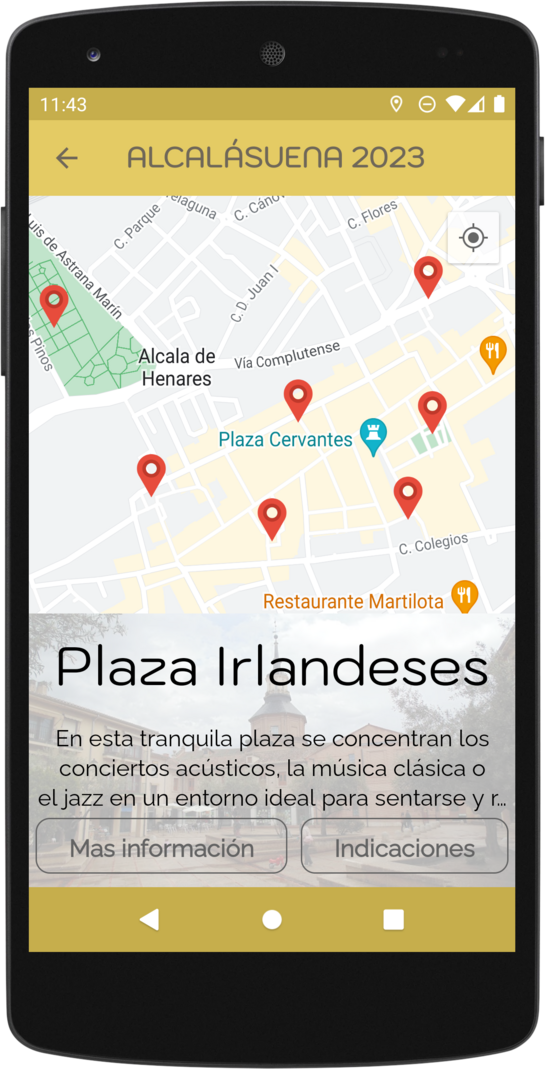 11:43
ALCALÁSUENA 2023
C. Parque
C. Flores
Luis de Astrana Marín
C.D. Juan I
Pinos
Alcala de
Henares
Vía Complutense
Plaza Cervantes
C. Colegios
Restaurante Martilota
Plaza Irlandeses
En esta tranquila plaza se concentran los
conciertos acústicos, la música clásica o
el jazz en un entorno ideal para sentarse y r...
Mas información
Indicaciones